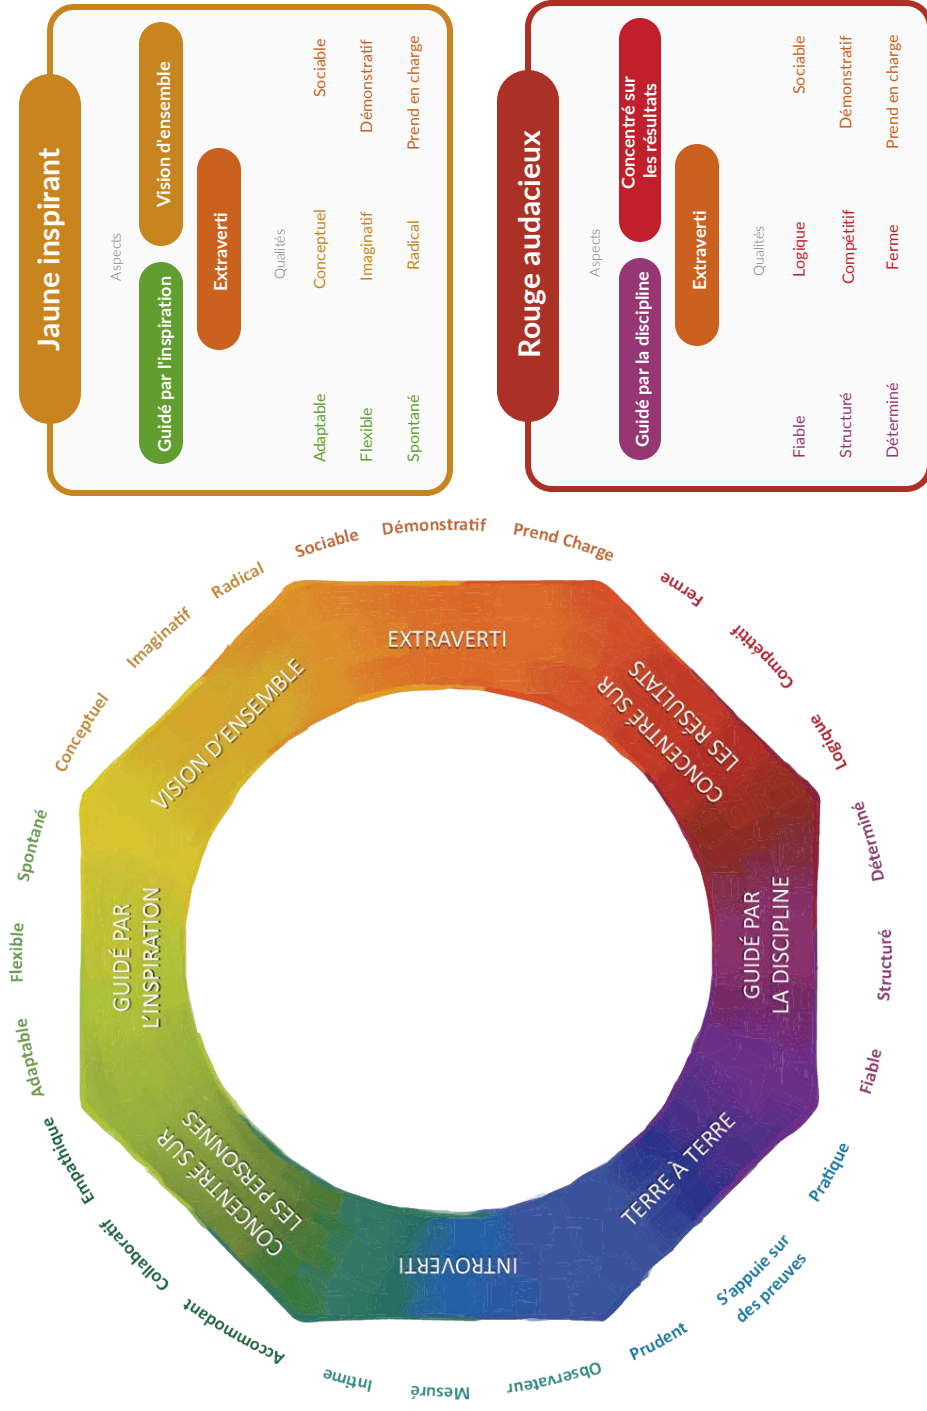 Jaune inspirant
Aspects
Guidé par l'inspiration
Vision d'ensemble
Extraverti
Qualités
Adaptable
Conceptuel
Sociable
Flexible
Imaginatif
Démonstratif
Spontané
Radical
Prend en charge
Rouge audacieux
Aspects
Guidé par la discipline
Concentré sur
les résultats
Extraverti
Qualités
Fiable
Logique
Sociable
Structuré
Compétitif
Démonstratif
Déterminé
Ferme
Prend en charge
Sociable
Démonstratif
Prend Charge
Ferme
Compétitif
Logique
Déterminé
Structuré
Fiable
Pratique
S'appuie sur
des preuves
Prudent
Observateur
Mesuré
Intime
Accommodant
Collaboratif
Empathique
Adaptable
Flexible
Spontané
Conceptuel
Imaginatif
Radical
EXTRAVERTI
CONCENTRÉ SUR
LES RÉSULTATS
GUIDÉ PAR
LA DISCIPLINE
TERRE À TERRE
INTROVERTI
CONCENTRÉ SUR
LES PERSONNES
GUIDÉ PAR
L'INSPIRATION
VISION D'ENSEMBLE